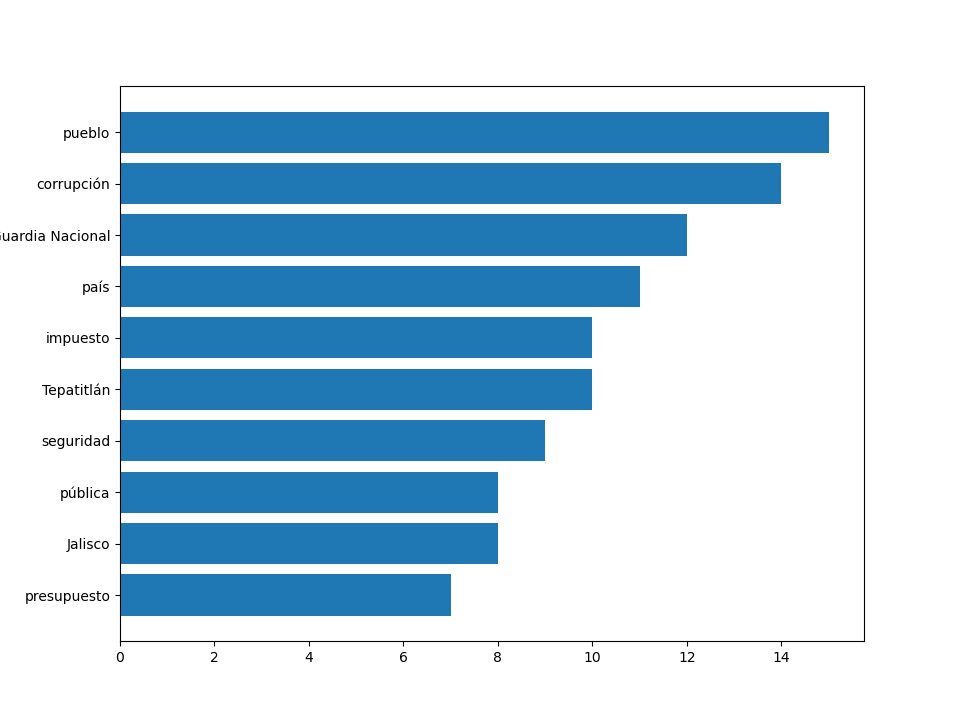 pueblo
corrupción
uardia Nacional
país
impuesto
Tepatitlán
seguridad
pública
Jalisco
presupuesto
0 2 4 6 8 10 12 14